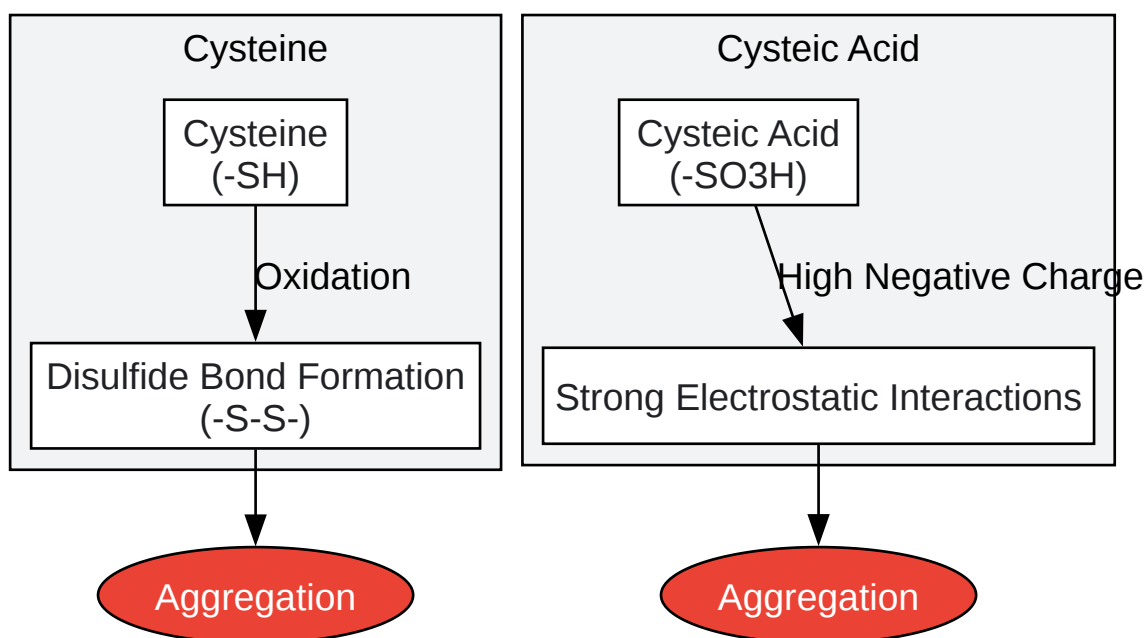 Cysteine
Cysteine
(-SH)
Oxidation
Disulfide Bond Formation
(-S-S-)
Aggregation
Cysteic Acid
Cysteic Acid
(-SO3H)
High Negative Charge
Strong Electrostatic Interactions
Aggregation